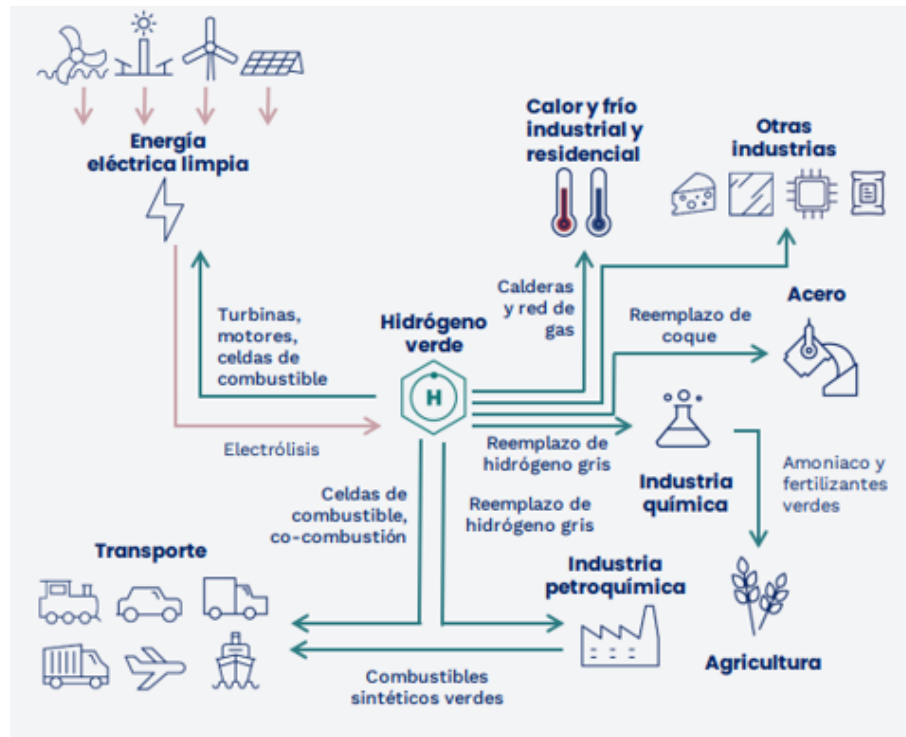 Energía
eléctrica limpia
Calor y frío
industrial y
residencial
Otras
industrias
Turbinas,
motores,
celdas de
combustible
Hidrógeno
verde
H
Calderas
y red de
gas
Reemplazo de
coque
Acero
Electrólisis
Reemplazo de
hidrógeno gris
Industria
química
Amoniaco y
fertilizantes
verdes
Celdas de
combustible,
co-combustión
Reemplazo de
hidrógeno gris
Transporte
Industria
petroquímica
Agricultura
Combustibles
sintéticos verdes